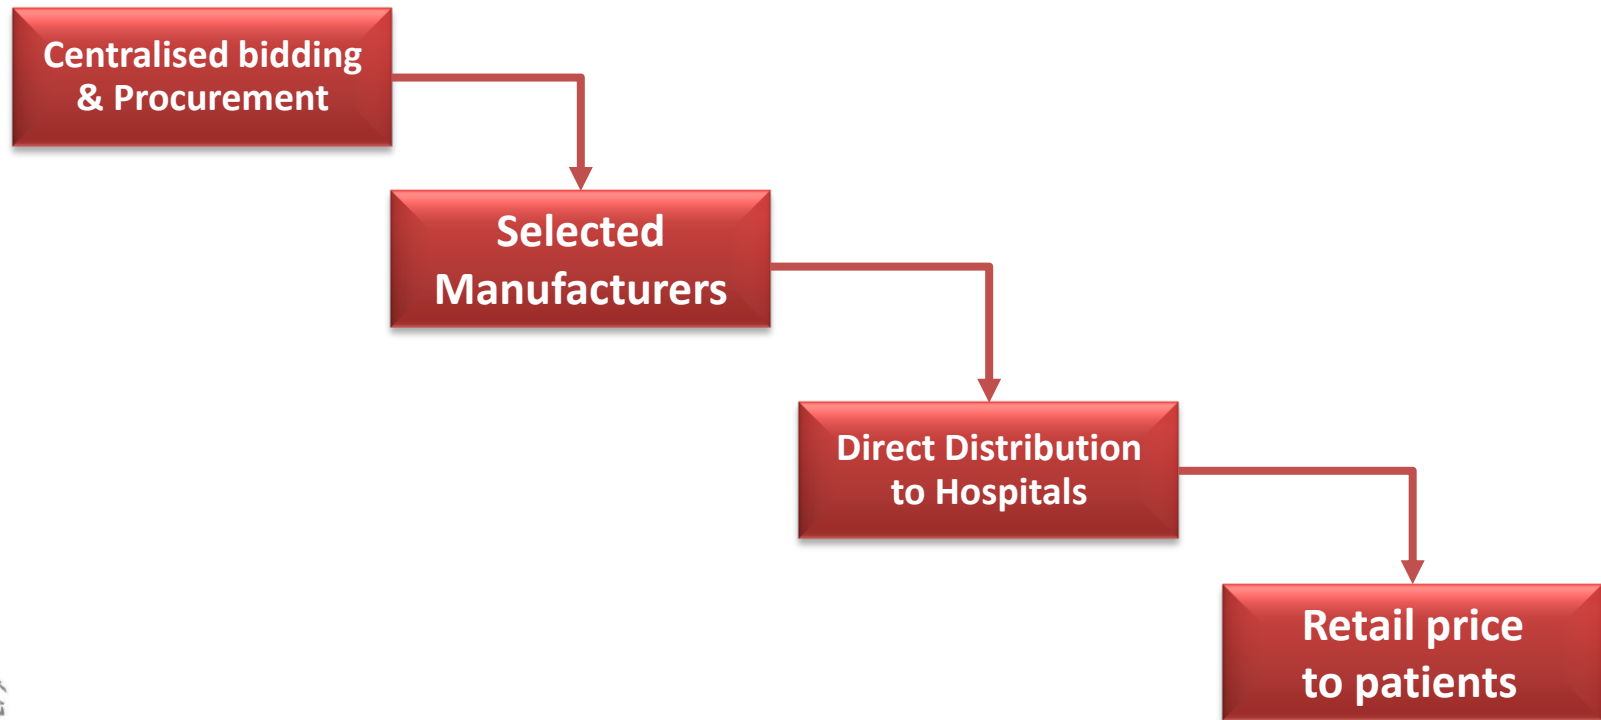 Centralised bidding
& Procurement
Selected
Manufacturers
Direct Distribution
to Hospitals
Retail price
to patients